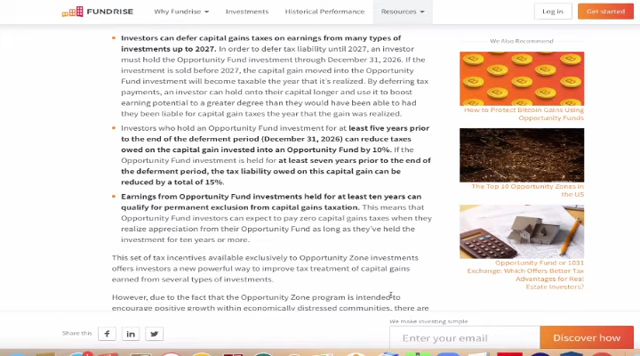 FUNDRISE
Why Fundrise
Investments
Historical Performance
Resources
Log in
Get started
Investors can defer capital gains taxes on earnings from many types of
investments up to 2027. In order to defer tax liability until 2027, an investor
must hold the Opportunity Fund investment through December 31, 2026. If the
investment is sold before 2027, the capital gain moved into the Opportunity
Fund investment will become taxable the year that it's realized. By deferring tax
payments, an investor can hold onto their capital longer and use it to boost
earning potential to a greater degree than they would have been able to had
they been liable for capital gain taxes the year that the gain was realized.
Investors who hold an Opportunity Fund investment for at least five years prior
to the end of the deferment period (December 31, 2026) can reduce taxes
owed on the capital gain invested into an Opportunity Fund by 10%. If the
Opportunity Fund investment is held for at least seven years prior to the end of
the deferment period, the tax liability owed on this capital gain can be
reduced by a total of 15%.
Earnings from Opportunity Fund investments held for at least ten years can
qualify for permanent exclusion from capital gains taxation. This means that
Opportunity Fund investors can expect to pay zero capital gains taxes when they
realize appreciation from their Opportunity Fund as long as they've held the
investment for ten years or more.
This set of tax incentives available exclusively to Opportunity Zone investments
offers investors a new powerful way to improve tax treatment of capital gains
earned from several types of investments.
However, due to the fact that the Opportunity Zone program is intended to
encourage positive growth within economically distressed communities, there are
We Also Recommend
How to Protect Bitcoin Gains Using
Opportunity Funds
The Top 10 Opportunity Zones in
the US
Opportunity Fund or 1031
Exchange: Which Offers Better Tax
Advantages for Real
Estate Investors?
Share this
We make investing simple
Enter your email
Discover how